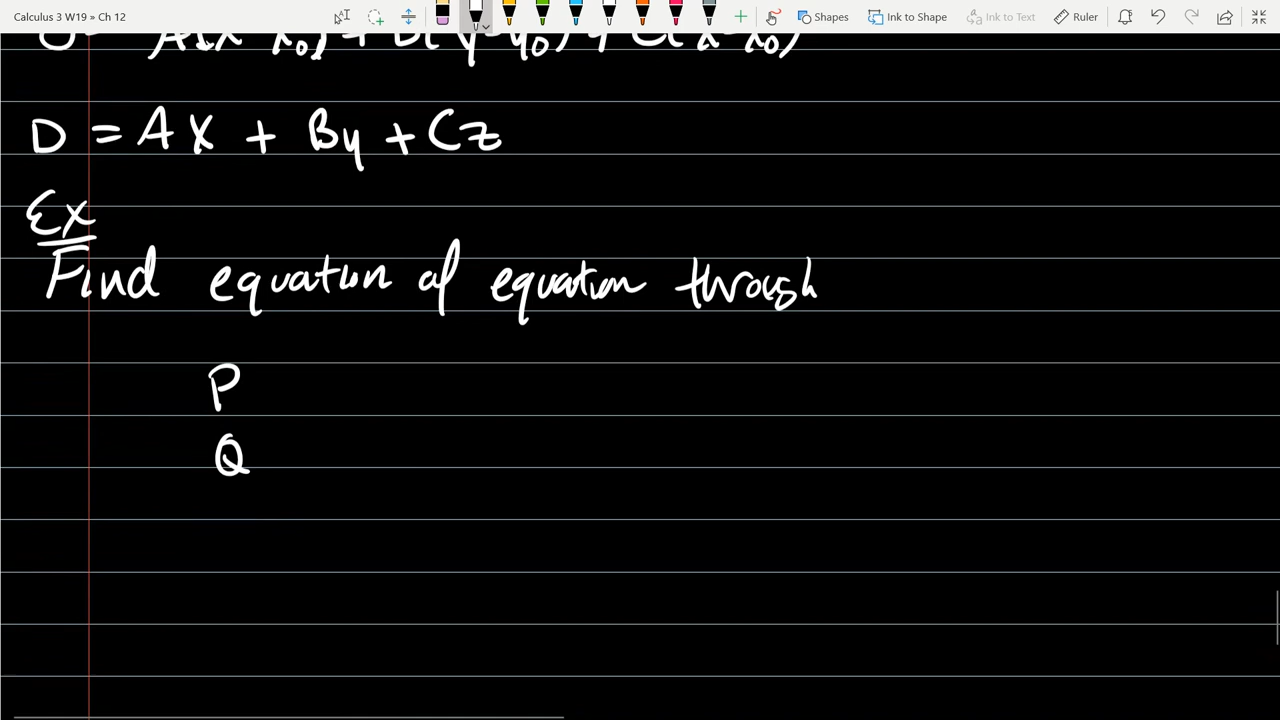 Calculus 3 W19 » Ch 12
Shapes Ink to Shape Ink to Text Ruler
D = Ax + By + Cz
Ex
Find equation of equation through
P
Q